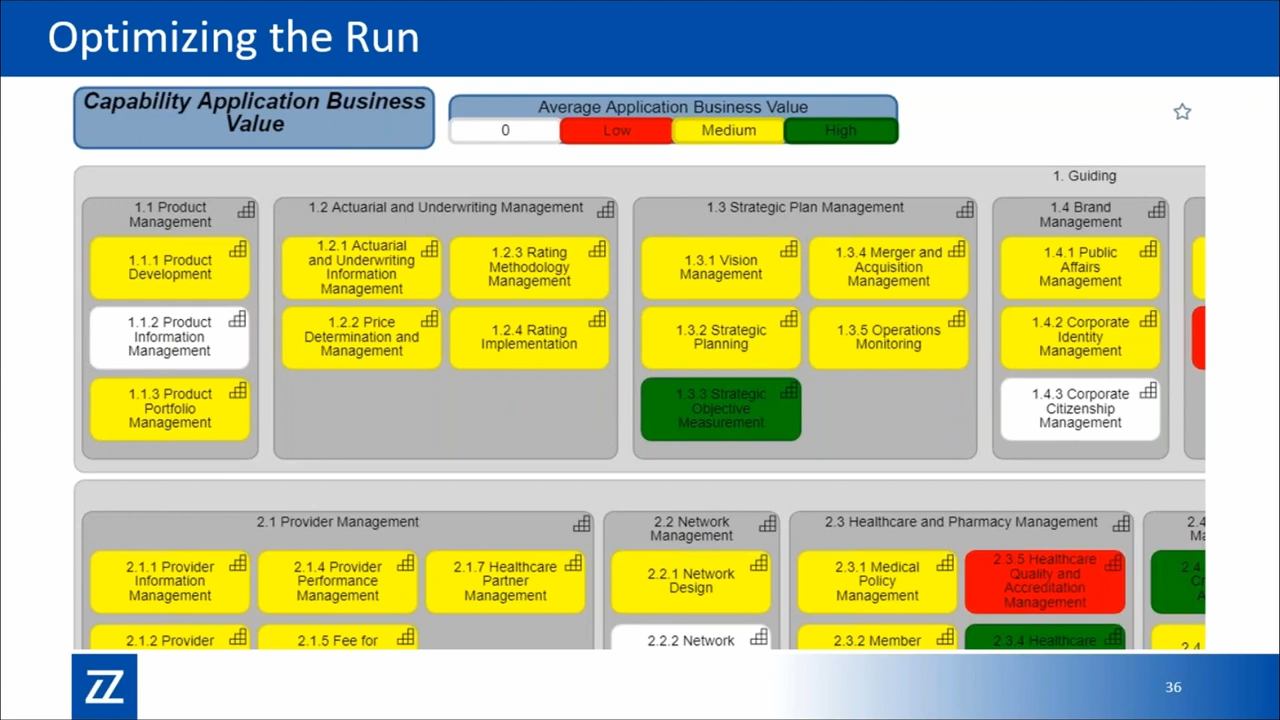 Optimizing the Run
Capability Application Business
Value
Average Application Business Value
0
Low
Medium
High
1. Guiding
1.1 Product
Management
1.1.1 Product
Development
1.1.2 Product
Information
Management
1.1.3 Product
Portfolio
Management
1.2 Actuarial and Underwriting Management
1.2.1 Actuarial
and Underwriting
Information
Management
1.2.3 Rating
Methodology
Management
1.2.2 Price
Determination and
Management
1.2.4 Rating
Implementation
1.3 Strategic Plan Management
1.3.1 Vision
Management
1.3.4 Merger and
Acquisition
Management
1.3.2 Strategic
Planning
1.3.5 Operations
Monitoring
1.3.3 Strategic
Objective
Measurement
1.4 Brand
Management
1.4.1 Public
Affairs
Management
1.4.2 Corporate
Identity
Management
1.4.3 Corporate
Citizenship
Management
2.1 Provider Management
2.1.1 Provider
Information
Management
2.1.4 Provider
Performance
Management
2.1.7 Healthcare
Partner
Management
2.1.2 Provider
2.1.5 Fee for
2.2 Network
Management
2.2.1 Network
Design
2.2.2 Network
2.3 Healthcare and Pharmacy Management
2.3.1 Medical
Policy
Management
2.3.5 Healthcare
Quality and
Accreditation
Management
2.3.2 Member
2.3.4 Healthcare
2.4
Ma
2.4
Cr
2.4
ZZ
36